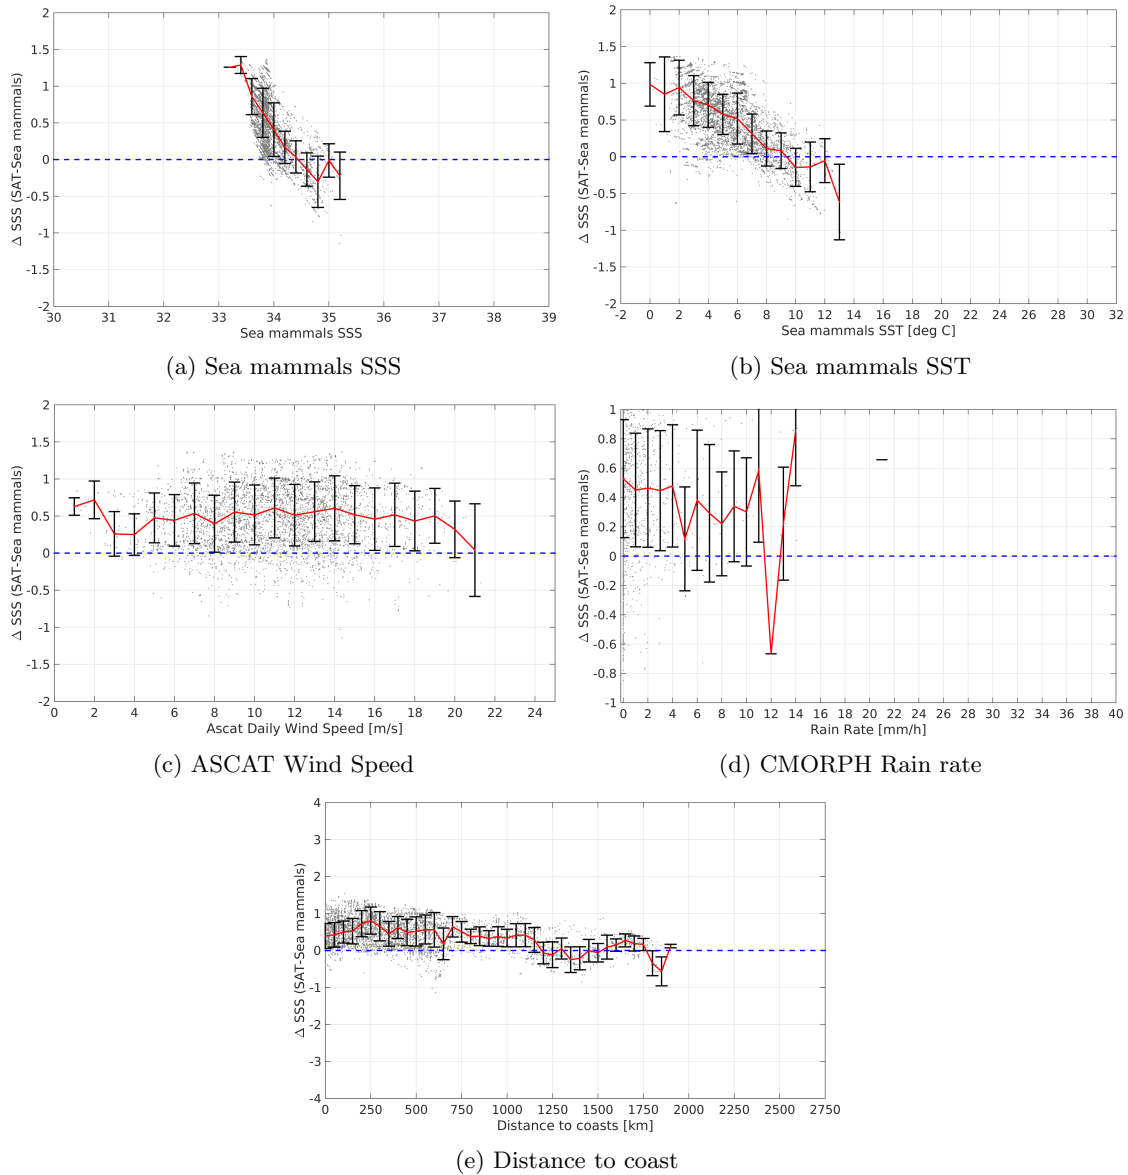 Δ SSS (SAT-Sea mammals)
2
1.5
1
0.5
0
-0.5
-1
-1.5
-2
30 31 32 33 34 35 36 37 38 39
Sea mammals SSS
(a) Sea mammals SSS
Δ SSS (SAT-Sea mammals)
2
1.5
1
0.5
0
-0.5
-1
-1.5
-2
-2 0 2 4 6 8 10 12 14 16 18 20 22 24 26 28 30 32
Sea mammals SST [deg C]
(b) Sea mammals SST
Δ SSS (SAT-Sea mammals)
2
1.5
1
0.5
0
-0.5
-1
-1.5
-2
0 2 4 6 8 10 12 14 16 18 20 22 24
Ascat Daily Wind Speed [m/s]
(c) ASCAT Wind Speed
Δ SSS (SAT-Sea mammals)
1
0.8
0.6
0.4
0.2
0
-0.2
-0.4
-0.6
-0.8
-1
0 2 4 6 8 10 12 14 16 18 20 22 24 26 28 30 32 34 36 38 40
Rain Rate [mm/h]
(d) CMORPH Rain rate
Δ SSS (SAT-Sea mammals)
4
3
2
1
0
-1
-2
-3
-4
0 250 500 750 1000 1250 1500 1750 2000 2250 2500 2750
Distance to coasts [km]
(e) Distance to coast